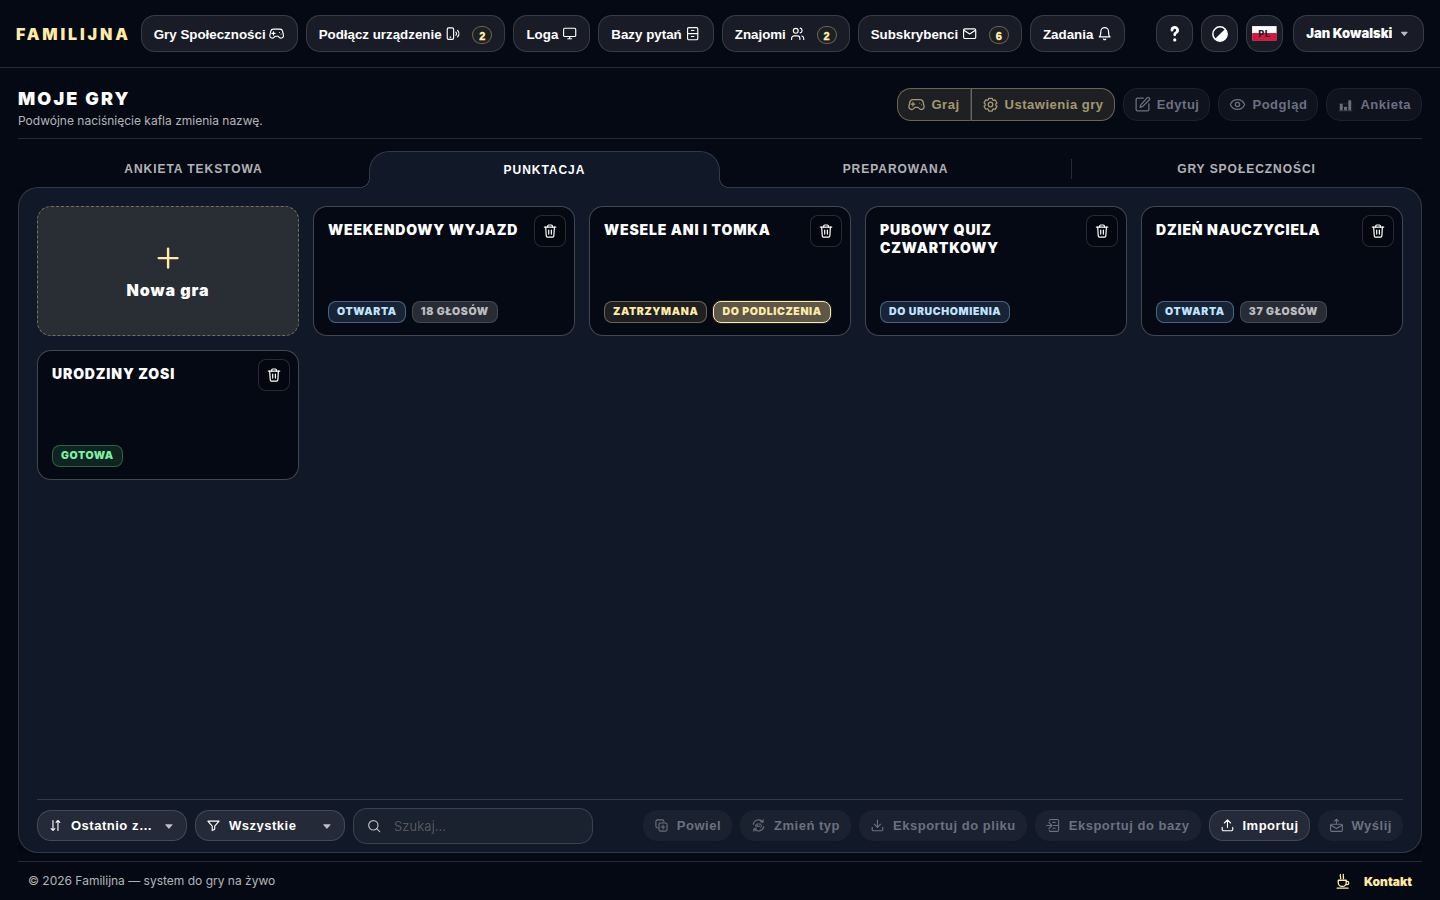 FAMILIJNA
Gry Społeczności
Podłącz urządzenie 2
Loga
Bazy pytań
Znajomi 2
Subskrybenci 6
Zadania
?
PL
Jan Kowalski
MOJE GRY
Podwójne naciśnięcie kafla zmienia nazwę.
Graj
Ustawienia gry
Edytuj
Podgląd
Ankieta
ANKIETA TEKSTOWA
PUNKTACJA
PREPAROWANA
GRY SPOŁECZNOŚCI
Nowa gra
WEEKENDOWY WYJAZD
OTWARTA
18 GŁOSÓW
WESELE ANI I TOMKA
ZATRZYMANA
DO PODLICZENIA
PUBOWY QUIZ
CZWARTKOWY
DO URUCHOMIENIA
DZIEŃ NAUCZYCIELA
OTWARTA
37 GŁOSÓW
URODZINY ZOSI
GOTOWA
Ostatnio z...
Wszystkie
Szukaj...
Powiel
Zmień typ
Eksportuj do pliku
Eksportuj do bazy
Importuj
Wyślij
© 2026 Familijna — system do gry na żywo
Kontakt